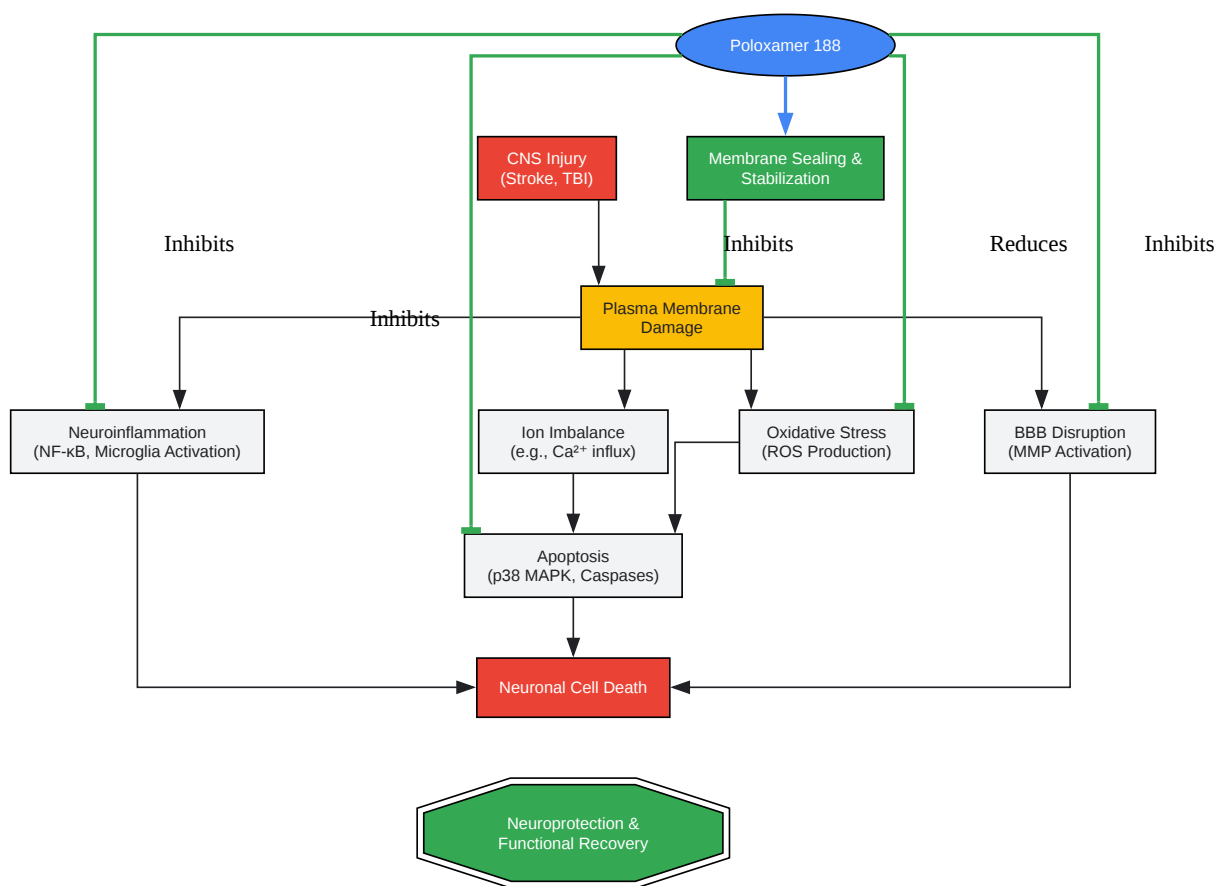 Poloxamer 188
CNS Injury
(Stroke, TBI)
Membrane Sealing &
Stabilization
Inhibits
Inhibits
Reduces
Inhibits
Plasma Membrane
Damage
Inhibits
Neuroinflammation
(NF-κB, Microglia Activation)
Ion Imbalance
(e.g., Ca²⁺ influx)
Oxidative Stress
(ROS Production)
BBB Disruption
(MMP Activation)
Apoptosis
(p38 MAPK, Caspases)
Neuronal Cell Death
Neuroprotection &
Functional Recovery